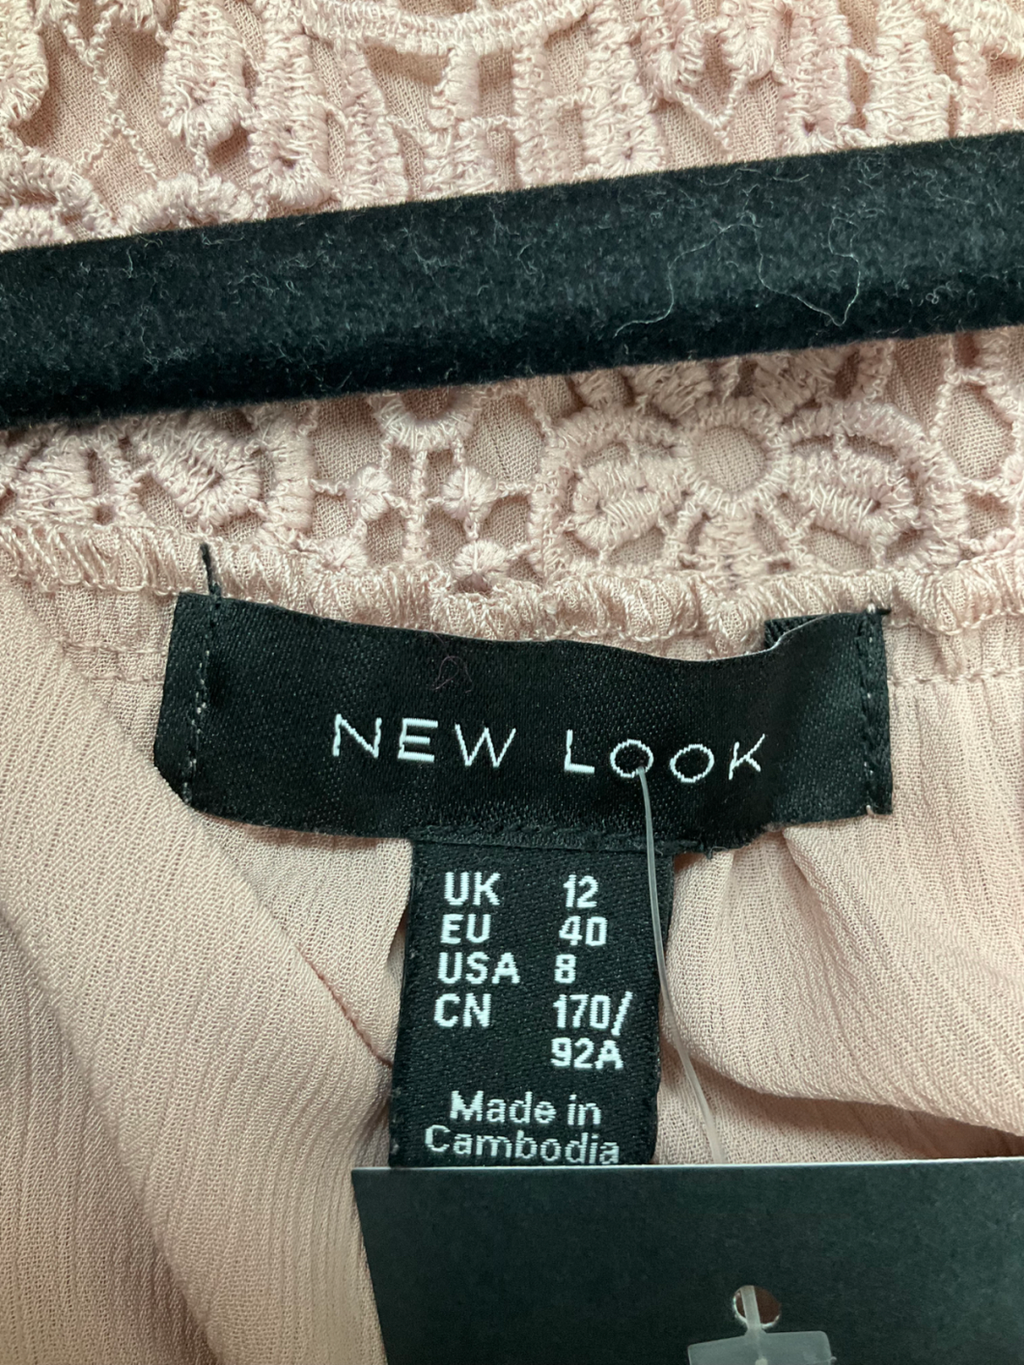 NEW LOOK
UK 12
EU 40
USA 8
CN 170/
92A
Made in
Cambodia